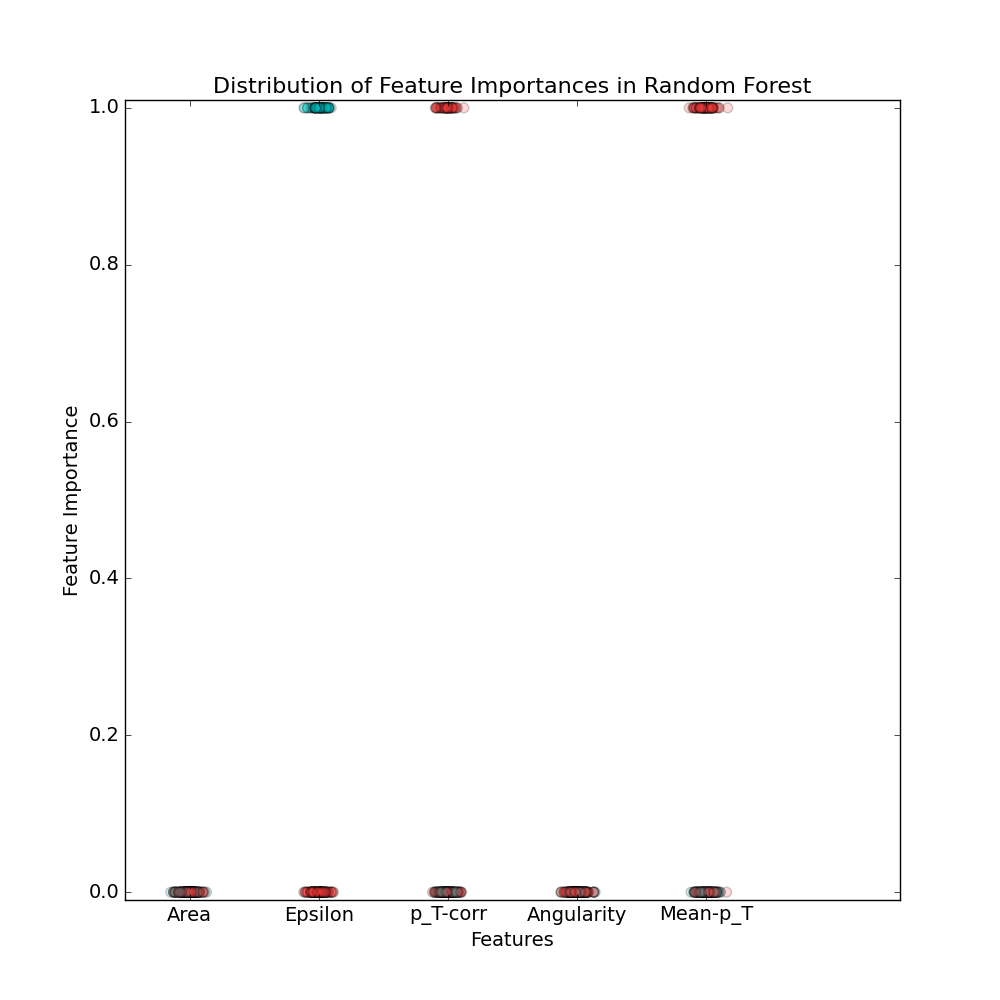 Distribution of Feature Importances in Random Forest
1.0
0.8
0.6
0.4
0.2
0.0
Feature Importance
Area Epsilon p_T-corr Angularity Mean-p_T
Features